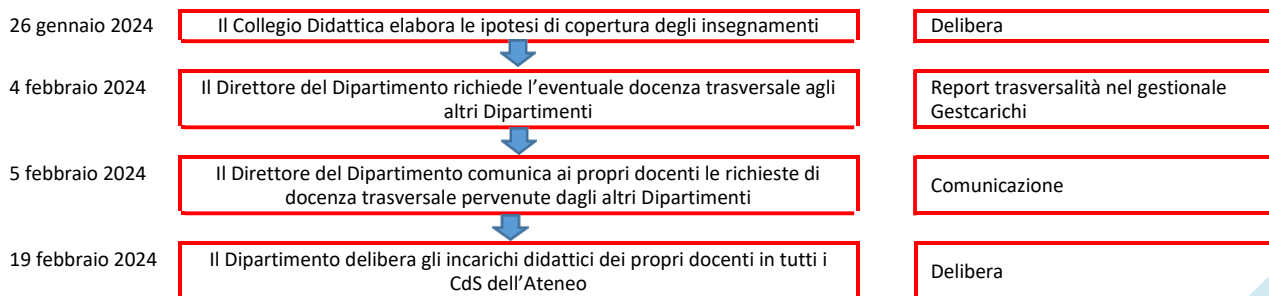 26 gennaio 2024
Il Collegio Didattica elabora le ipotesi di copertura degli insegnamenti
Delibera
4 febbraio 2024
Il Direttore del Dipartimento richiede l’eventuale docenza trasversale agli
altri Dipartimenti
Report trasversalità nel gestionale
Gestcarichi
5 febbraio 2024
Il Direttore del Dipartimento comunica ai propri docenti le richieste di
docenza trasversale pervenute dagli altri Dipartimenti
Comunicazione
19 febbraio 2024
Il Dipartimento delibera gli incarichi didattici dei propri docenti in tutti i
CdS dell’Ateneo
Delibera